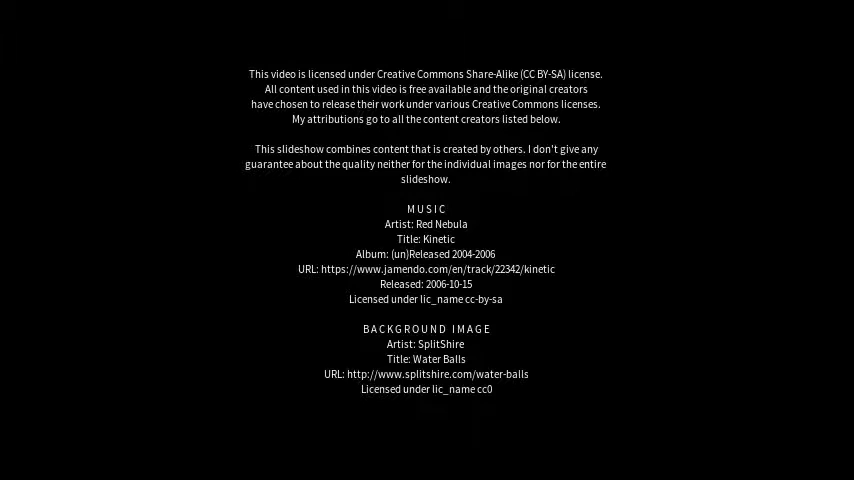 This video is licensed under Creative Commons Share-Alike (CC BY-SA) license.
All content used in this video is free available and the original creators
have chosen to release their work under various Creative Commons licenses.
My attributions go to all the content creators listed below.
This slideshow combines content that is created by others. I don't give any
guarantee about the quality neither for the individual images nor for the entire
slideshow.
MUSIC
Artist: Red Nebula
Title: Kinetic
Album: (un)Released 2004-2006
URL: https://www.jamendo.com/en/track/22342/kinetic
Released: 2006-10-15
Licensed under lic_name cc-by-sa
BACKGROUND IMAGE
Artist: SplitShire
Title: Water Balls
URL: http://www.splitshire.com/water-balls
Licensed under lic_name cc0